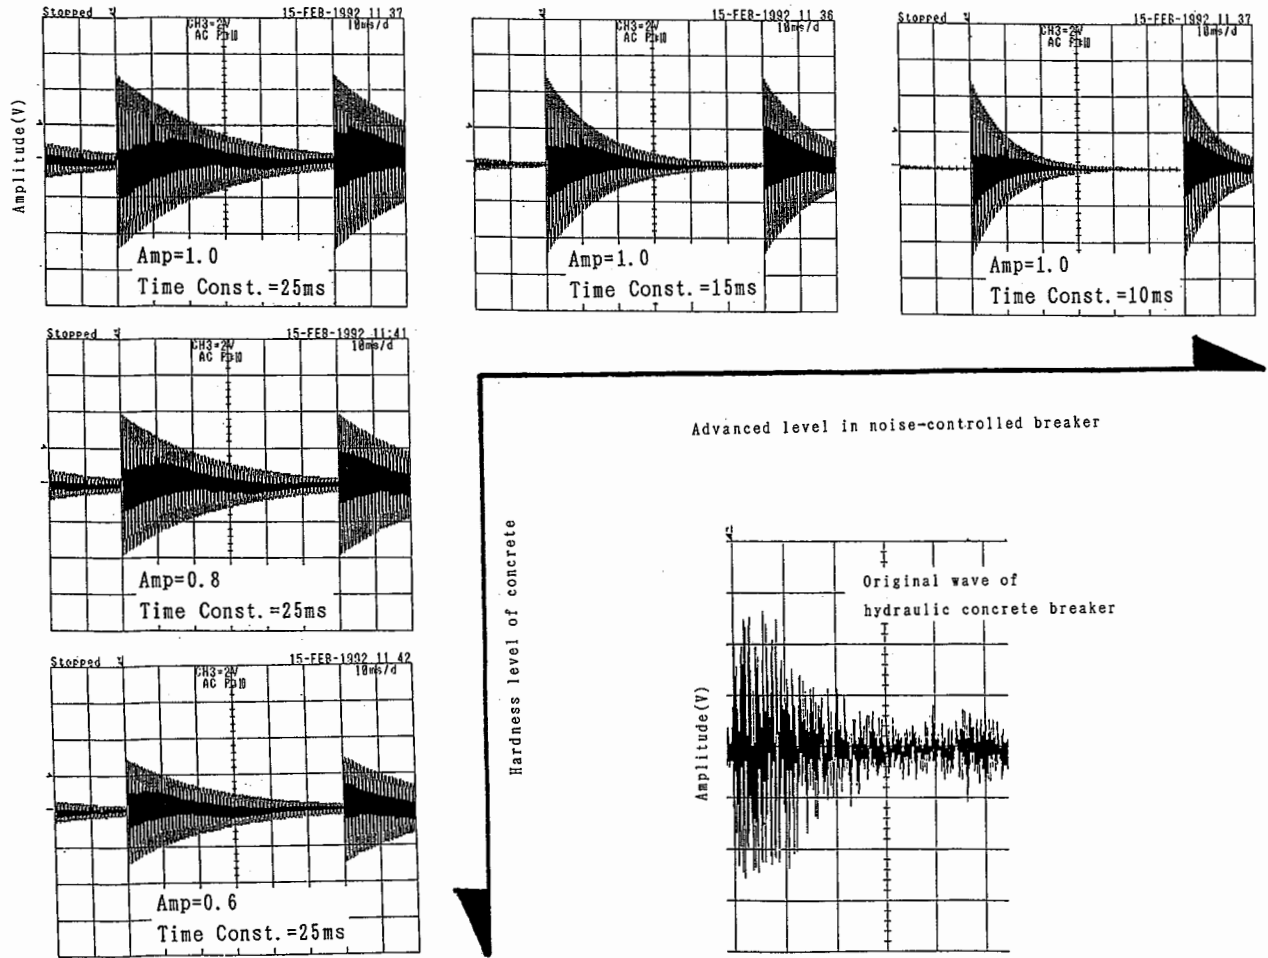 Stopped
15-FEB-1992 11 37
CH3=2V
10ms/d
AC P:10
Amplitude(V)
Amp=1.0
Time Const.=25ms
15-FEB-1992 11 36
CH3=2V
10ms/d
AC P:10
Amp=1.0
Time Const.=15ms
Stopped
15-FEB-1992 11 37
CH3=2V
10ms/d
AC P:10
Amp=1.0
Time Const.=10ms
Stopped
15-FEB-1992 11:41
CH3=2V
10ms/d
AC P:10
Amp=0.8
Time Const.=25ms
Stopped
15-FEB-1992 11 42
CH3=2V
10ms/d
AC P:10
Amp=0.6
Time Const.=25ms
Advanced level in noise-controlled breaker
Hardness level of concrete
Original wave of
hydraulic concrete breaker
Amplitude(V)